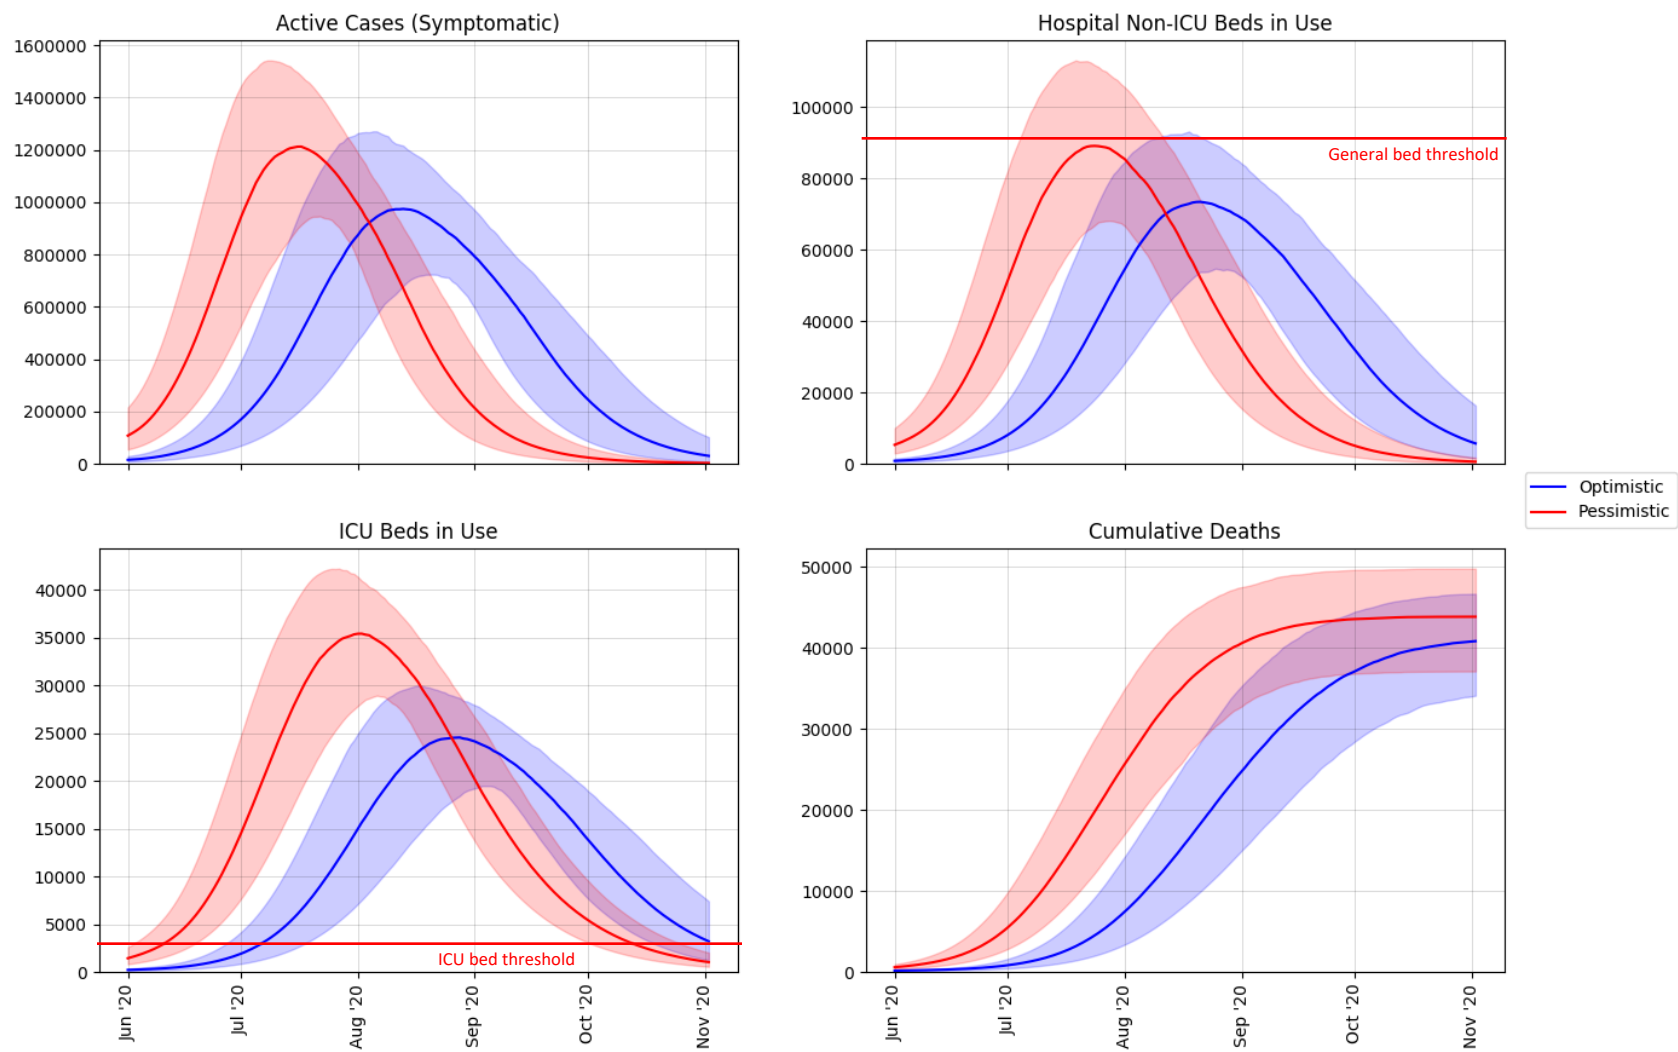 Active Cases (Symptomatic)
1600000
1400000
1200000
1000000
800000
600000
400000
200000
0
Hospital Non-ICU Beds in Use
100000
80000
60000
40000
20000
0
General bed threshold
Optimistic
Pessimistic
ICU Beds in Use
40000
35000
30000
25000
20000
15000
10000
5000
0
ICU bed threshold
Jun '20
Jul '20
Aug '20
Sep '20
Oct '20
Nov '20
Cumulative Deaths
50000
40000
30000
20000
10000
0
Jun '20
Jul '20
Aug '20
Sep '20
Oct '20
Nov '20